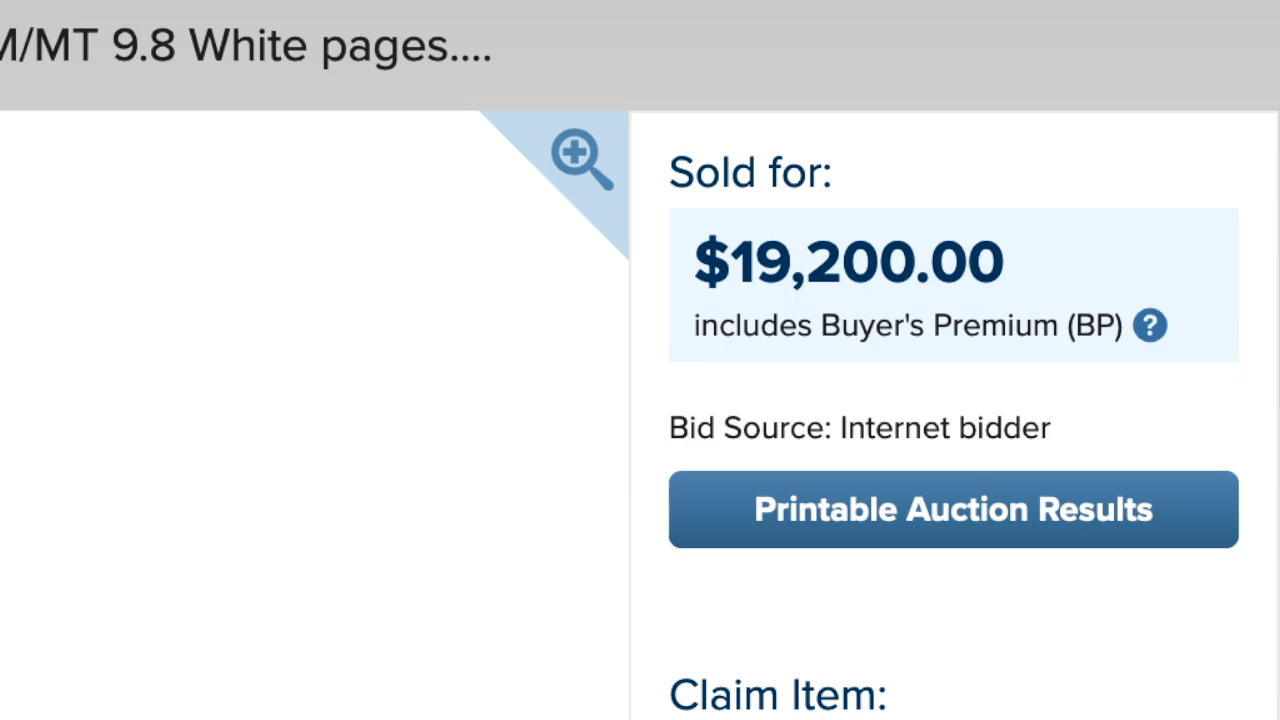 M/MT 9.8 White pages....
Sold for:
$19,200.00
includes Buyer's Premium (BP) ?
Bid Source: Internet bidder
Printable Auction Results
Claim Item: